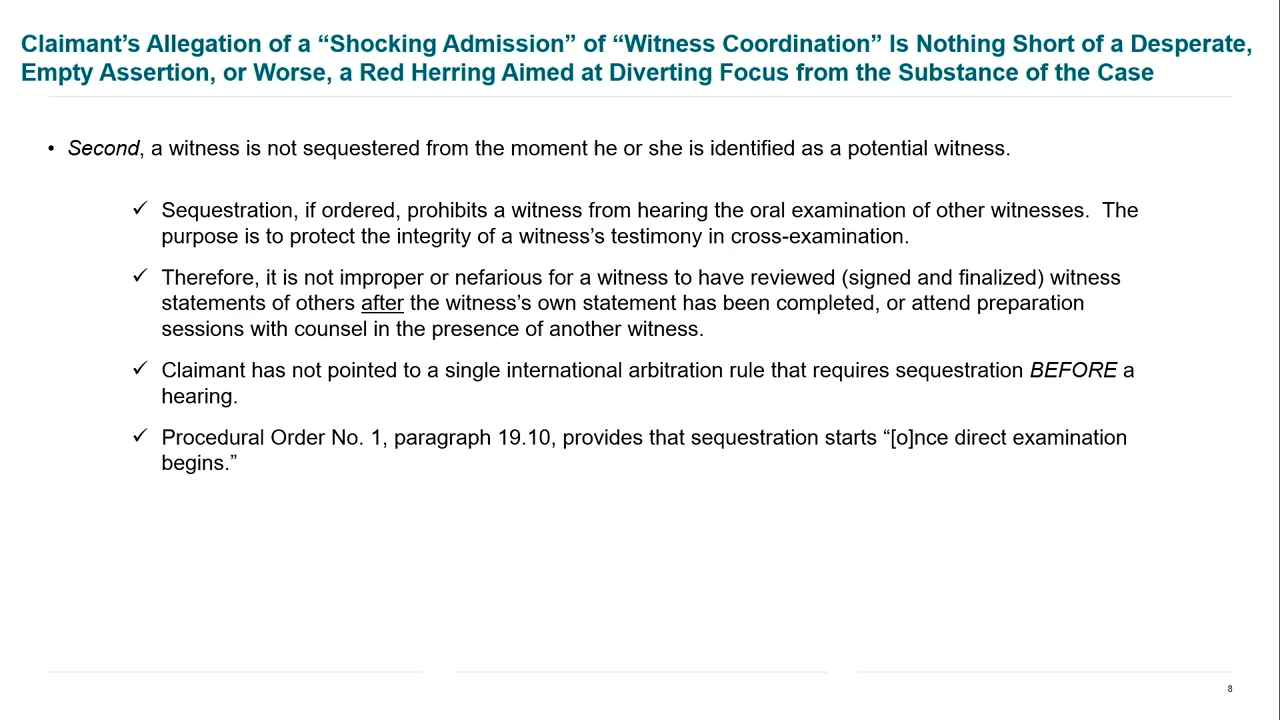 Claimant’s Allegation of a “Shocking Admission” of “Witness Coordination” Is Nothing Short of a Desperate,
Empty Assertion, or Worse, a Red Herring Aimed at Diverting Focus from the Substance of the Case
• Second, a witness is not sequestered from the moment he or she is identified as a potential witness.
✓ Sequestration, if ordered, prohibits a witness from hearing the oral examination of other witnesses.  The
purpose is to protect the integrity of a witness’s testimony in cross-examination.
✓ Therefore, it is not improper or nefarious for a witness to have reviewed (signed and finalized) witness
statements of others after the witness’s own statement has been completed, or attend preparation
sessions with counsel in the presence of another witness.
✓ Claimant has not pointed to a single international arbitration rule that requires sequestration BEFORE a
hearing.
✓ Procedural Order No. 1, paragraph 19.10, provides that sequestration starts “[o]nce direct examination
begins.”
8